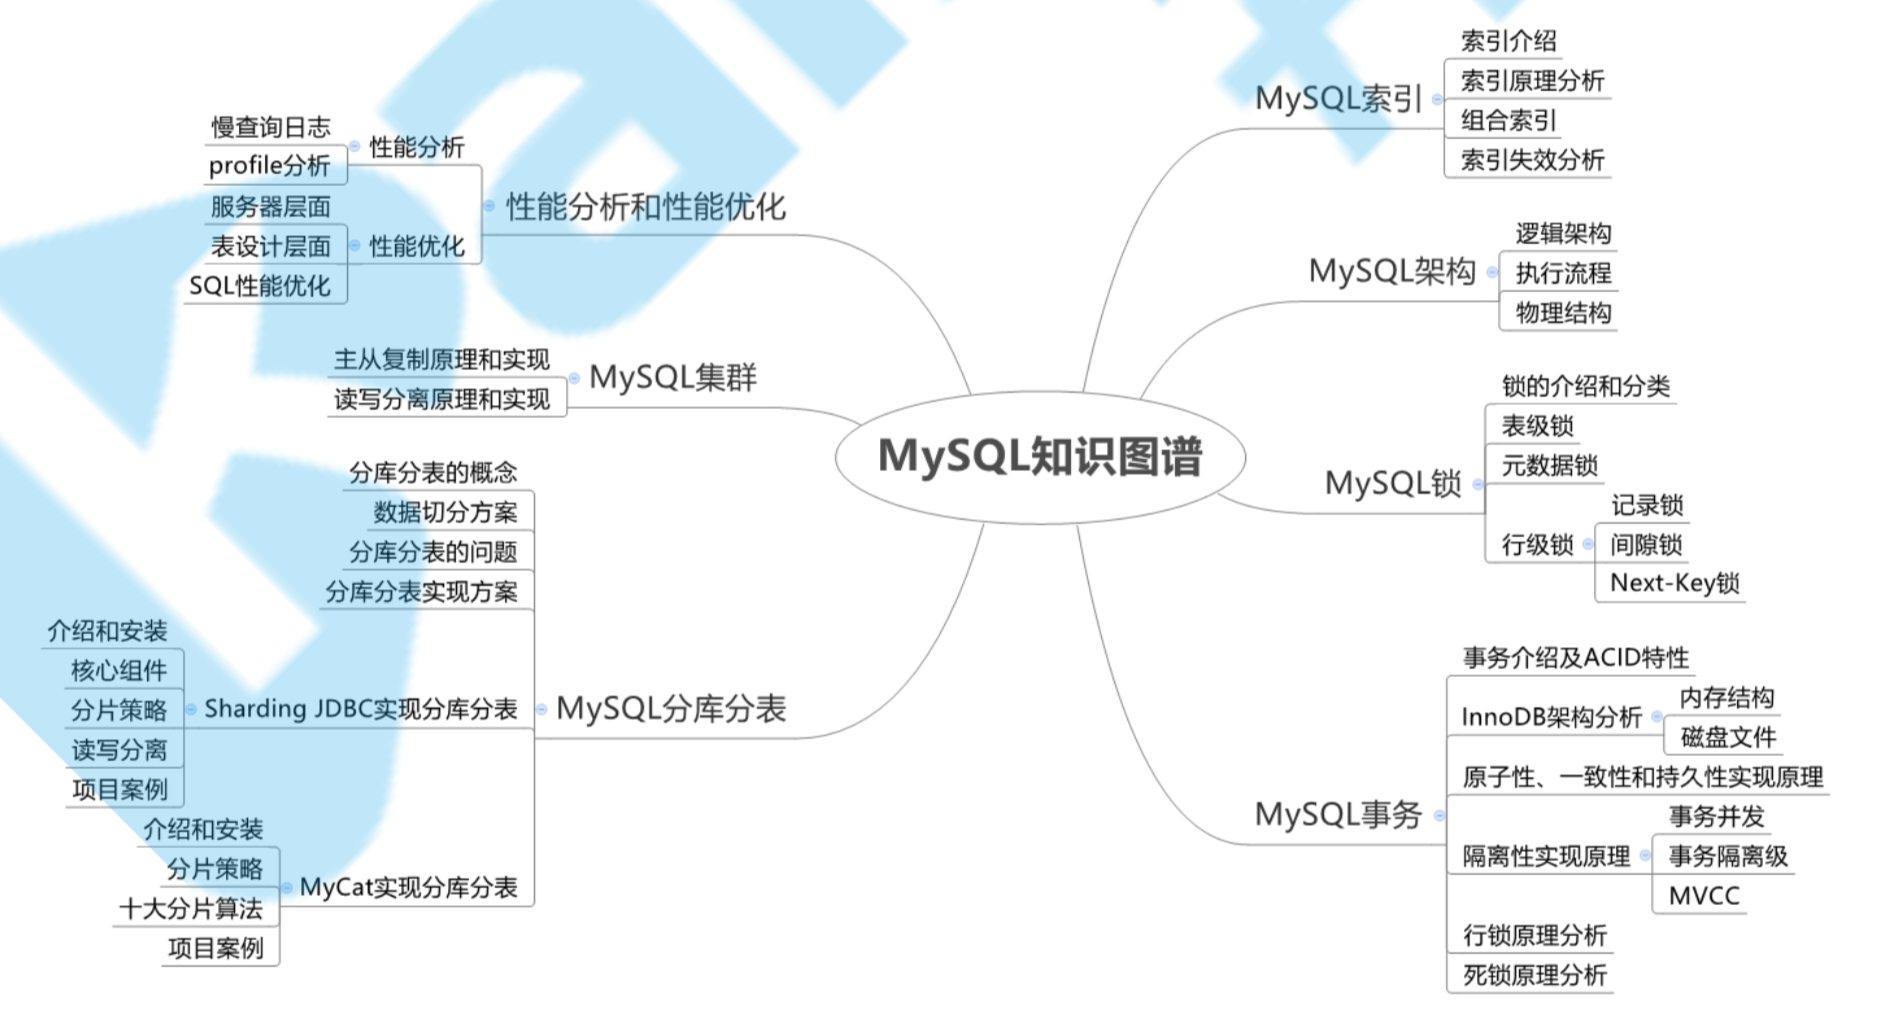 MySQL知识图谱
MySQL索引
索引介绍
索引原理分析
组合索引
索引失效分析
MySQL架构
逻辑架构
执行流程
物理结构
MySQL锁
锁的介绍和分类
表级锁
元数据锁
行级锁
记录锁
间隙锁
Next-Key锁
MySQL事务
事务介绍及ACID特性
InnoDB架构分析
内存结构
磁盘文件
原子性、一致性和持久性实现原理
隔离性实现原理
事务并发
事务隔离级
MVCC
行锁原理分析
死锁原理分析
性能分析和性能优化
性能分析
慢查询日志
profile分析
性能优化
服务器层面
表设计层面
SQL性能优化
MySQL集群
主从复制原理和实现
读写分离原理和实现
MySQL分库分表
分库分表的概念
数据切分方案
分库分表的问题
分库分表实现方案
Sharding JDBC实现分库分表
介绍和安装
核心组件
分片策略
读写分离
项目案例
MyCat实现分库分表
介绍和安装
分片策略
十大分片算法
项目案例